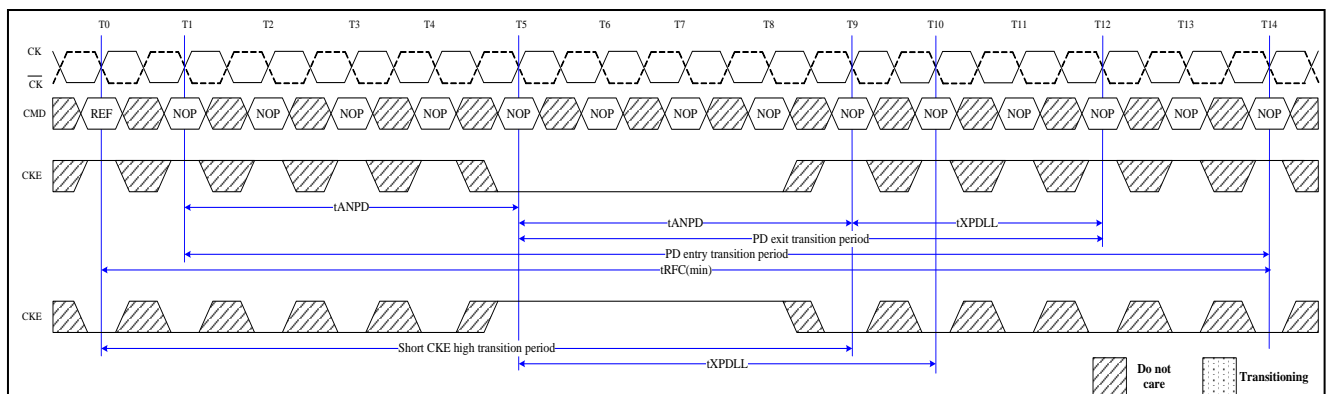 T0 T1 T2 T3 T4 T5 T6 T7 T8 T9 T10 T11 T12 T13 T14
CK
CK
CMD REF NOP NOP NOP NOP NOP NOP NOP NOP NOP NOP NOP NOP NOP NOP
CKE
tANPD
tANPD tXPDLL
PD exit transition period
PD entry transition period
tRFC(min)
CKE
Short CKE high transition period
tXPDLL
Do not care
Transitioning